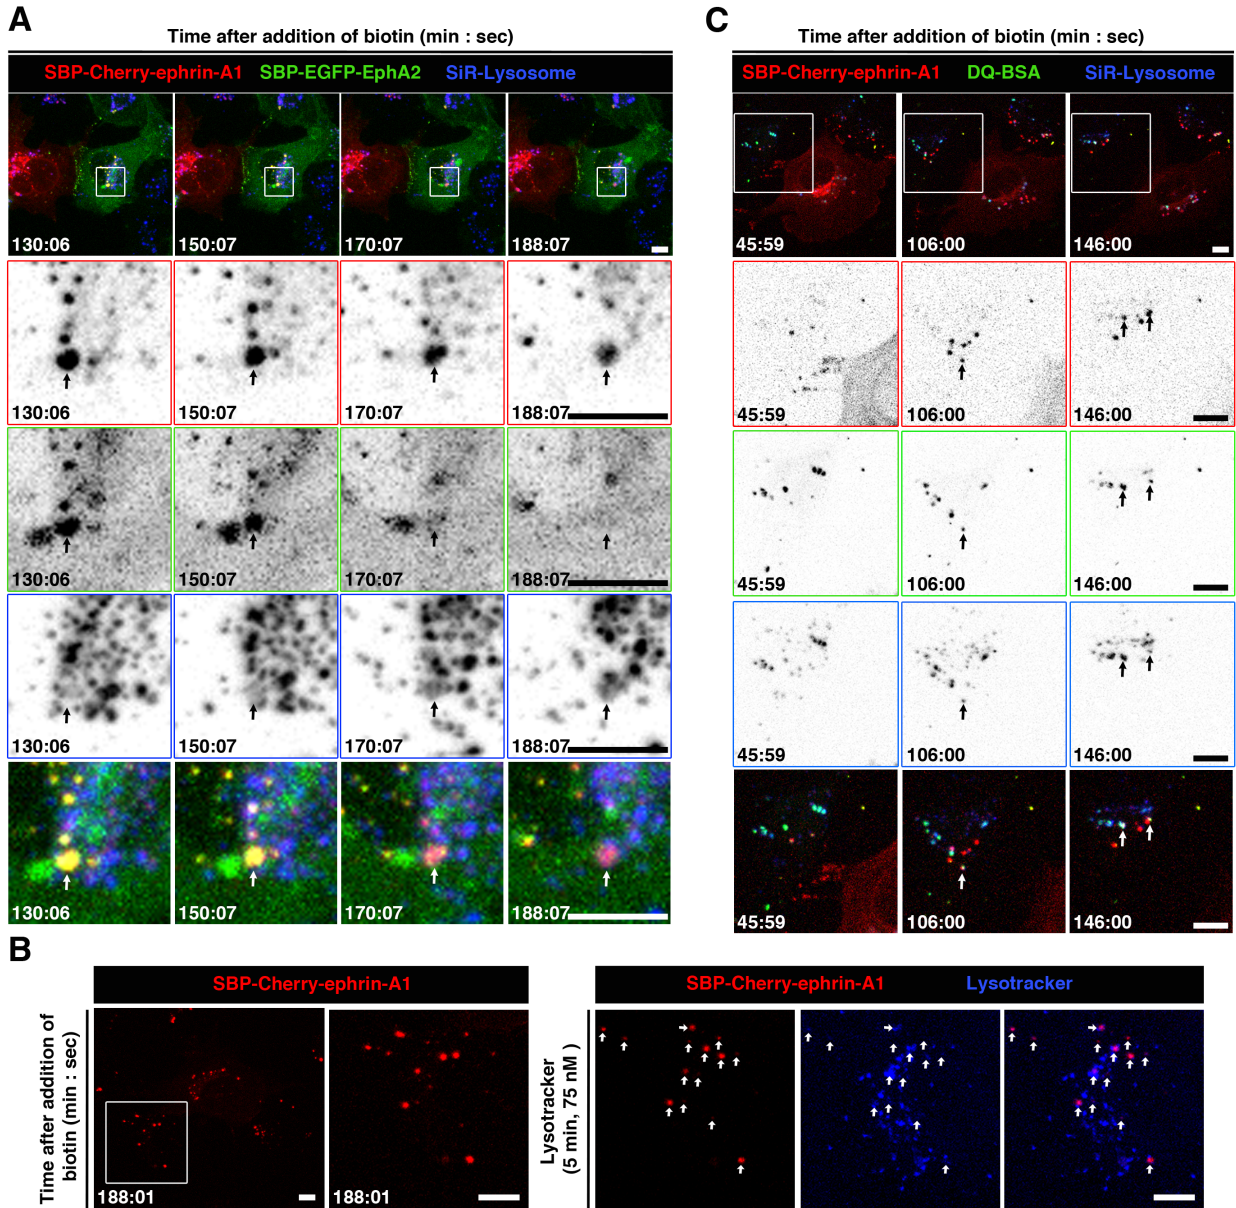 A
Time after addition of biotin (min : sec)
SBP-Cherry-ephrin-A1 SBP-EGFP-EphA2 SiR-Lysosome
130:06 150:07 170:07 188:07
130:06 150:07 170:07 188:07
130:06 150:07 170:07 188:07
130:06 150:07 170:07 188:07
130:06 150:07 170:07 188:07
C
Time after addition of biotin (min : sec)
SBP-Cherry-ephrin-A1 DQ-BSA SiR-Lysosome
45:59 106:00 146:00
45:59 106:00 146:00
45:59 106:00 146:00
45:59 106:00 146:00
45:59 106:00 146:00
B
SBP-Cherry-ephrin-A1
Time after addition of
biotin (min : sec)
188:01 188:01
SBP-Cherry-ephrin-A1 Lysotracker
Lysotracker
(5 min, 75 nM )